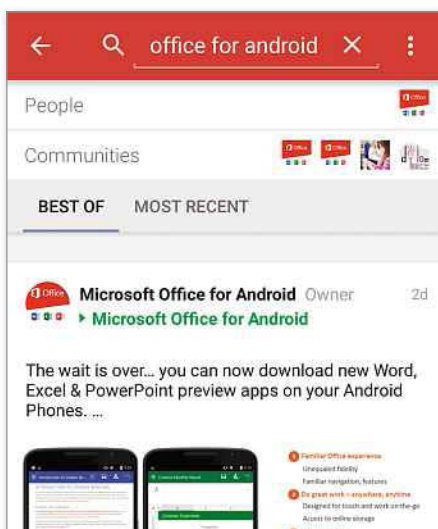 office for android
People
Communities
BEST OF MOST RECENT
Microsoft Office for Android Owner 2d
Microsoft Office for Android
The wait is over... you can now download new Word,
Excel & PowerPoint preview apps on your Android
Phones. ...
Familiar Office experience
Unequaled fidelity
Familiar navigation, features
Do great work – anywhere, anytime
Designed for touch and work on-the-go
Access to online storage